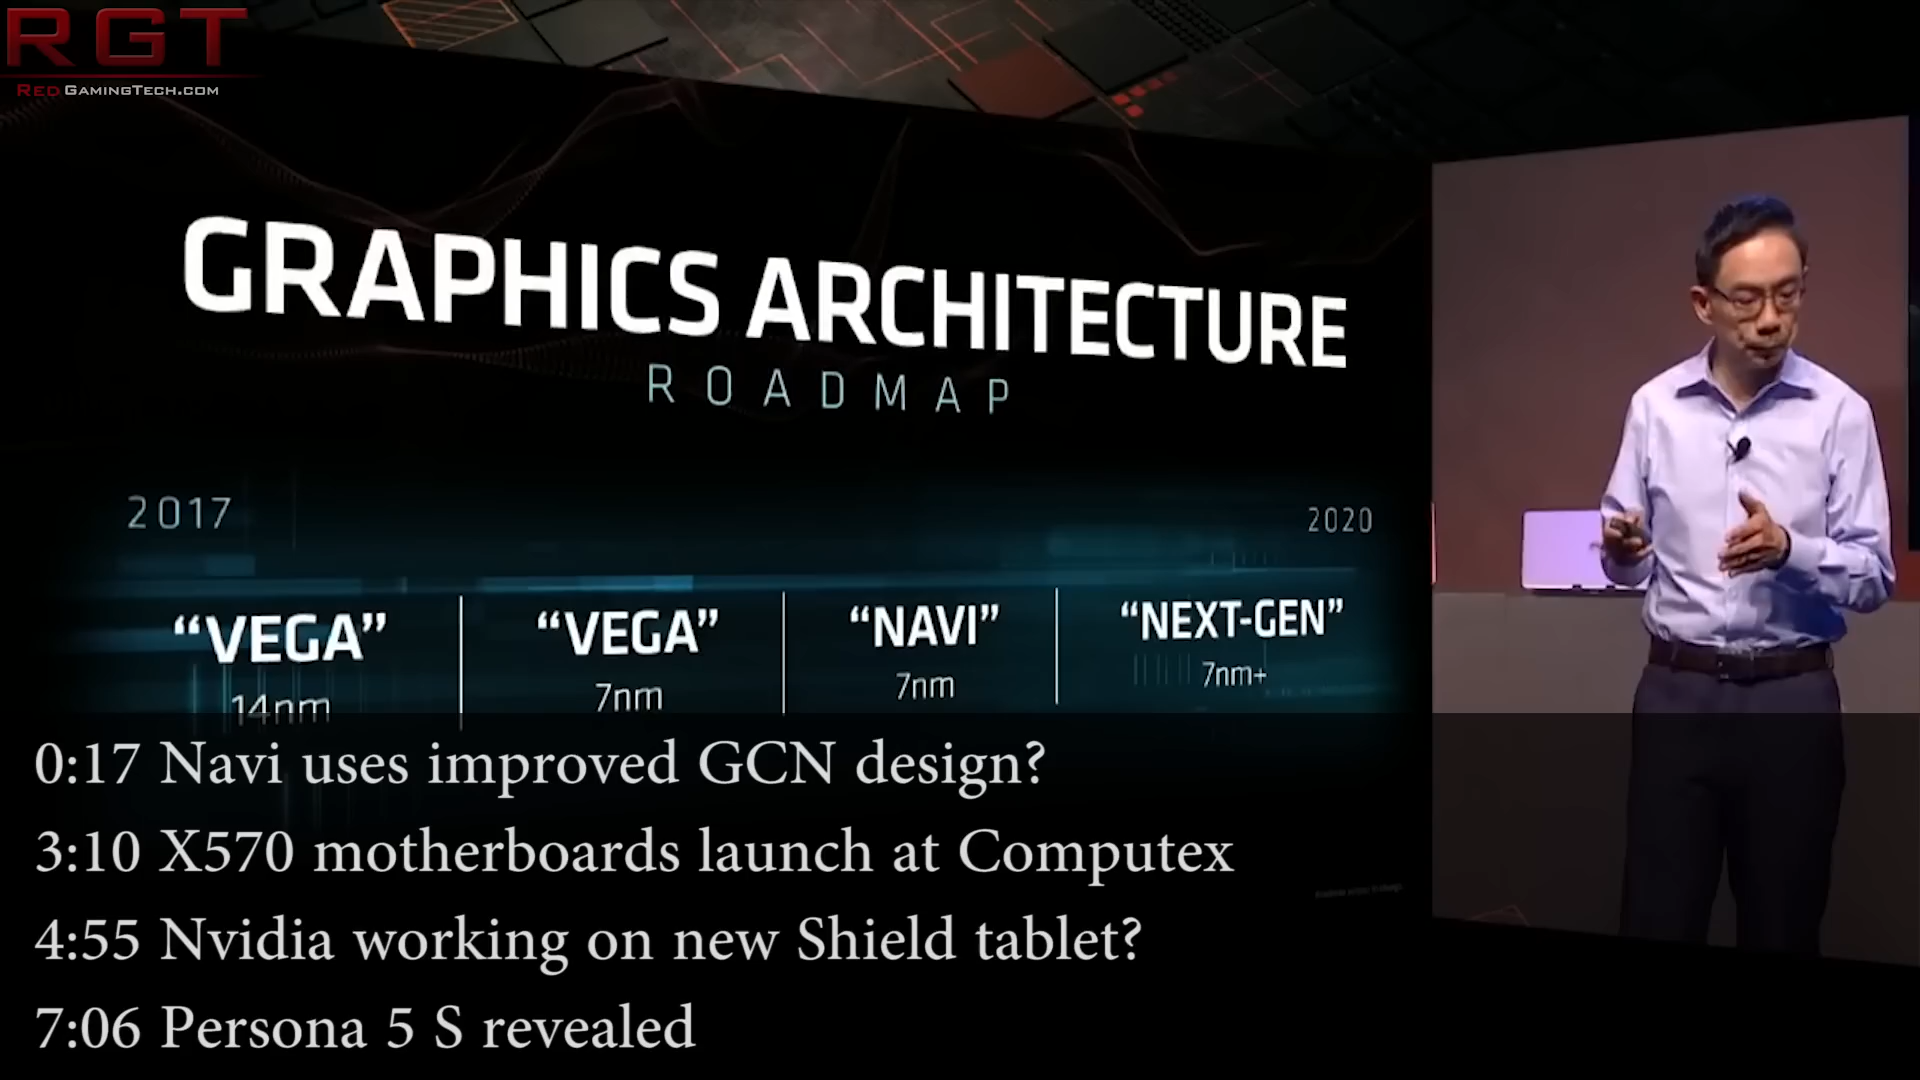 RGT
REDGAMINGTECH.COM
GRAPHICS ARCHITECTURE
ROADMAP
2017
2020
“VEGA”
“VEGA”
“NAVI”
“NEXT-GEN”
14nm
7nm
7nm
7nm+
0:17 Navi uses improved GCN design?
3:10 X570 motherboards launch at Computex
4:55 Nvidia working on new Shield tablet?
7:06 Persona 5 S revealed